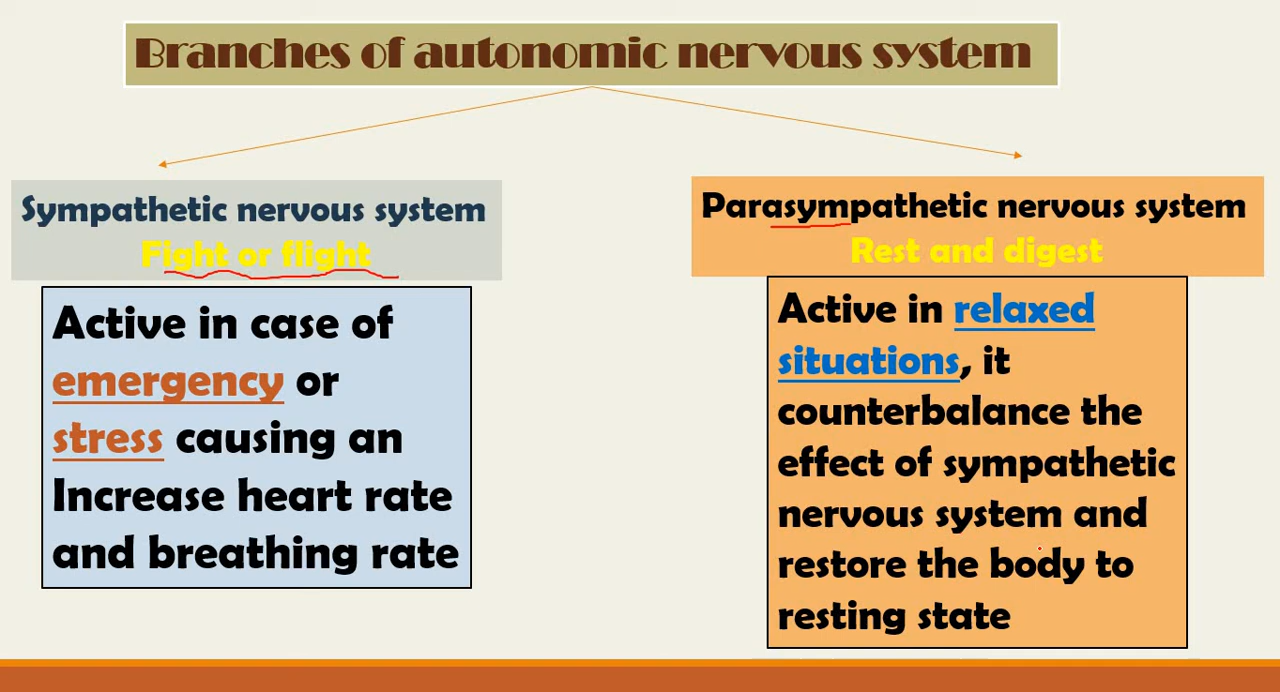 Branches of autonomic nervous system
Sympathetic nervous system
Fight or flight
Active in case of
emergency or
stress causing an
Increase heart rate
and breathing rate
Parasympathetic nervous system
Rest and digest
Active in relaxed
situations, it
counterbalance the
effect of sympathetic
nervous system and
restore the body to
resting state